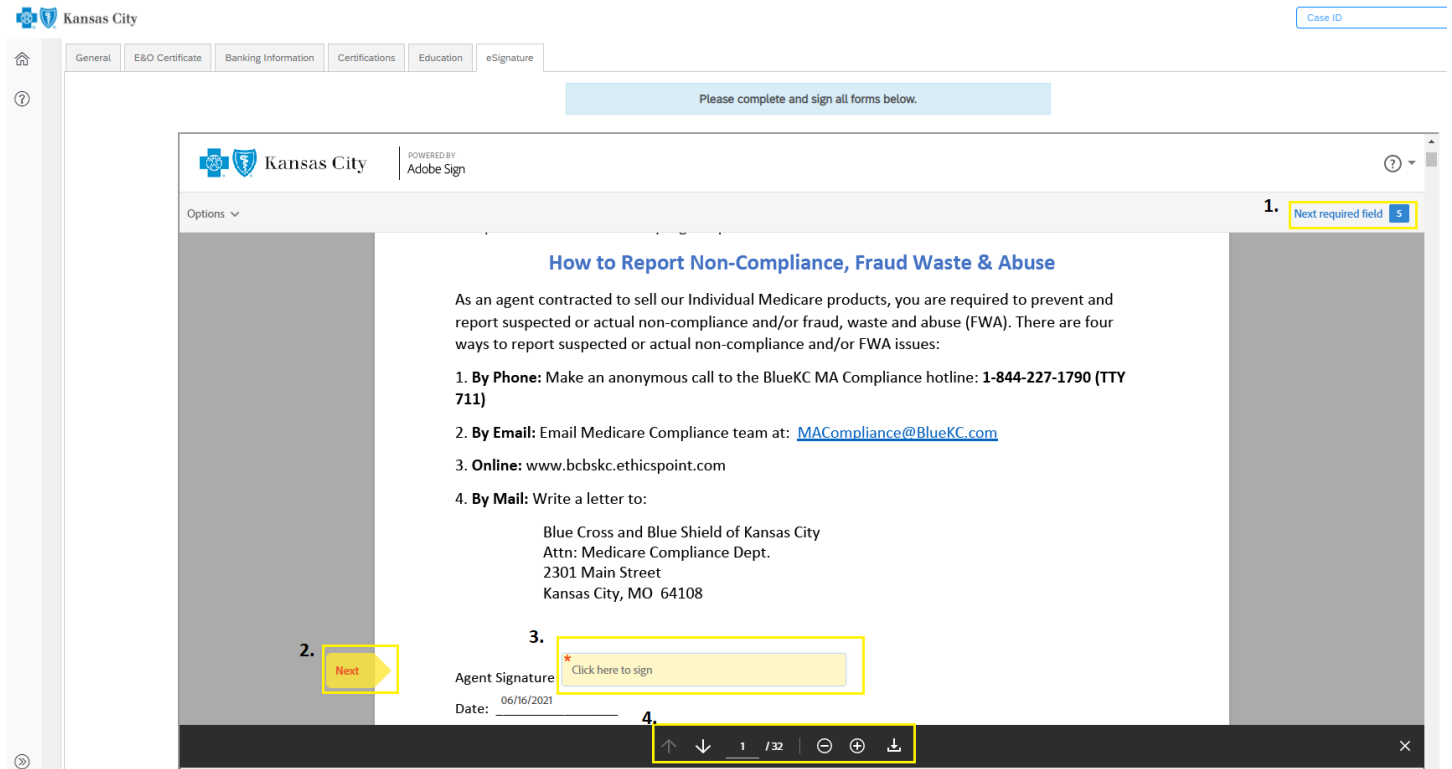 Kansas City
Case ID
General E&O Certificate Banking Information Certifications Education eSignature
Please complete and sign all forms below.
Kansas City POWERED BY
Adobe Sign
Options
1. Next required field 5
How to Report Non-Compliance, Fraud Waste & Abuse
As an agent contracted to sell our Individual Medicare products, you are required to prevent and
report suspected or actual non-compliance and/or fraud, waste and abuse (FWA). There are four
ways to report suspected or actual non-compliance and/or FWA issues:
1. By Phone: Make an anonymous call to the BlueKC MA Compliance hotline: 1-844-227-1790 (TTY
711)
2. By Email: Email Medicare Compliance team at: MACompliance@BlueKC.com
3. Online: www.bcbskc.ethicspoint.com
4. By Mail: Write a letter to:
Blue Cross and Blue Shield of Kansas City
Attn: Medicare Compliance Dept.
2301 Main Street
Kansas City, MO 64108
3.
2.
Next
* Click here to sign
Agent Signature
06/16/2021
Date:
4.
1 / 32